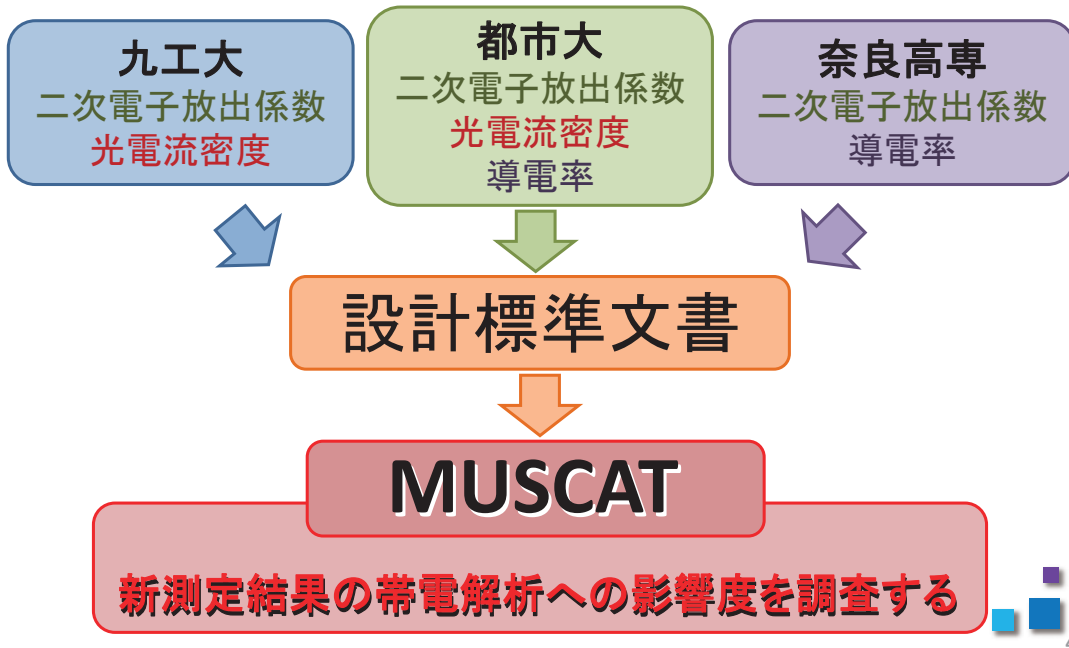 九工大
二次電子放出係数
光電流密度
都市大
二次電子放出係数
光電流密度
導電率
奈良高専
二次電子放出係数
導電率
設計標準文書
MUSCAT
新測定結果の帯電解析への影響度を調査する